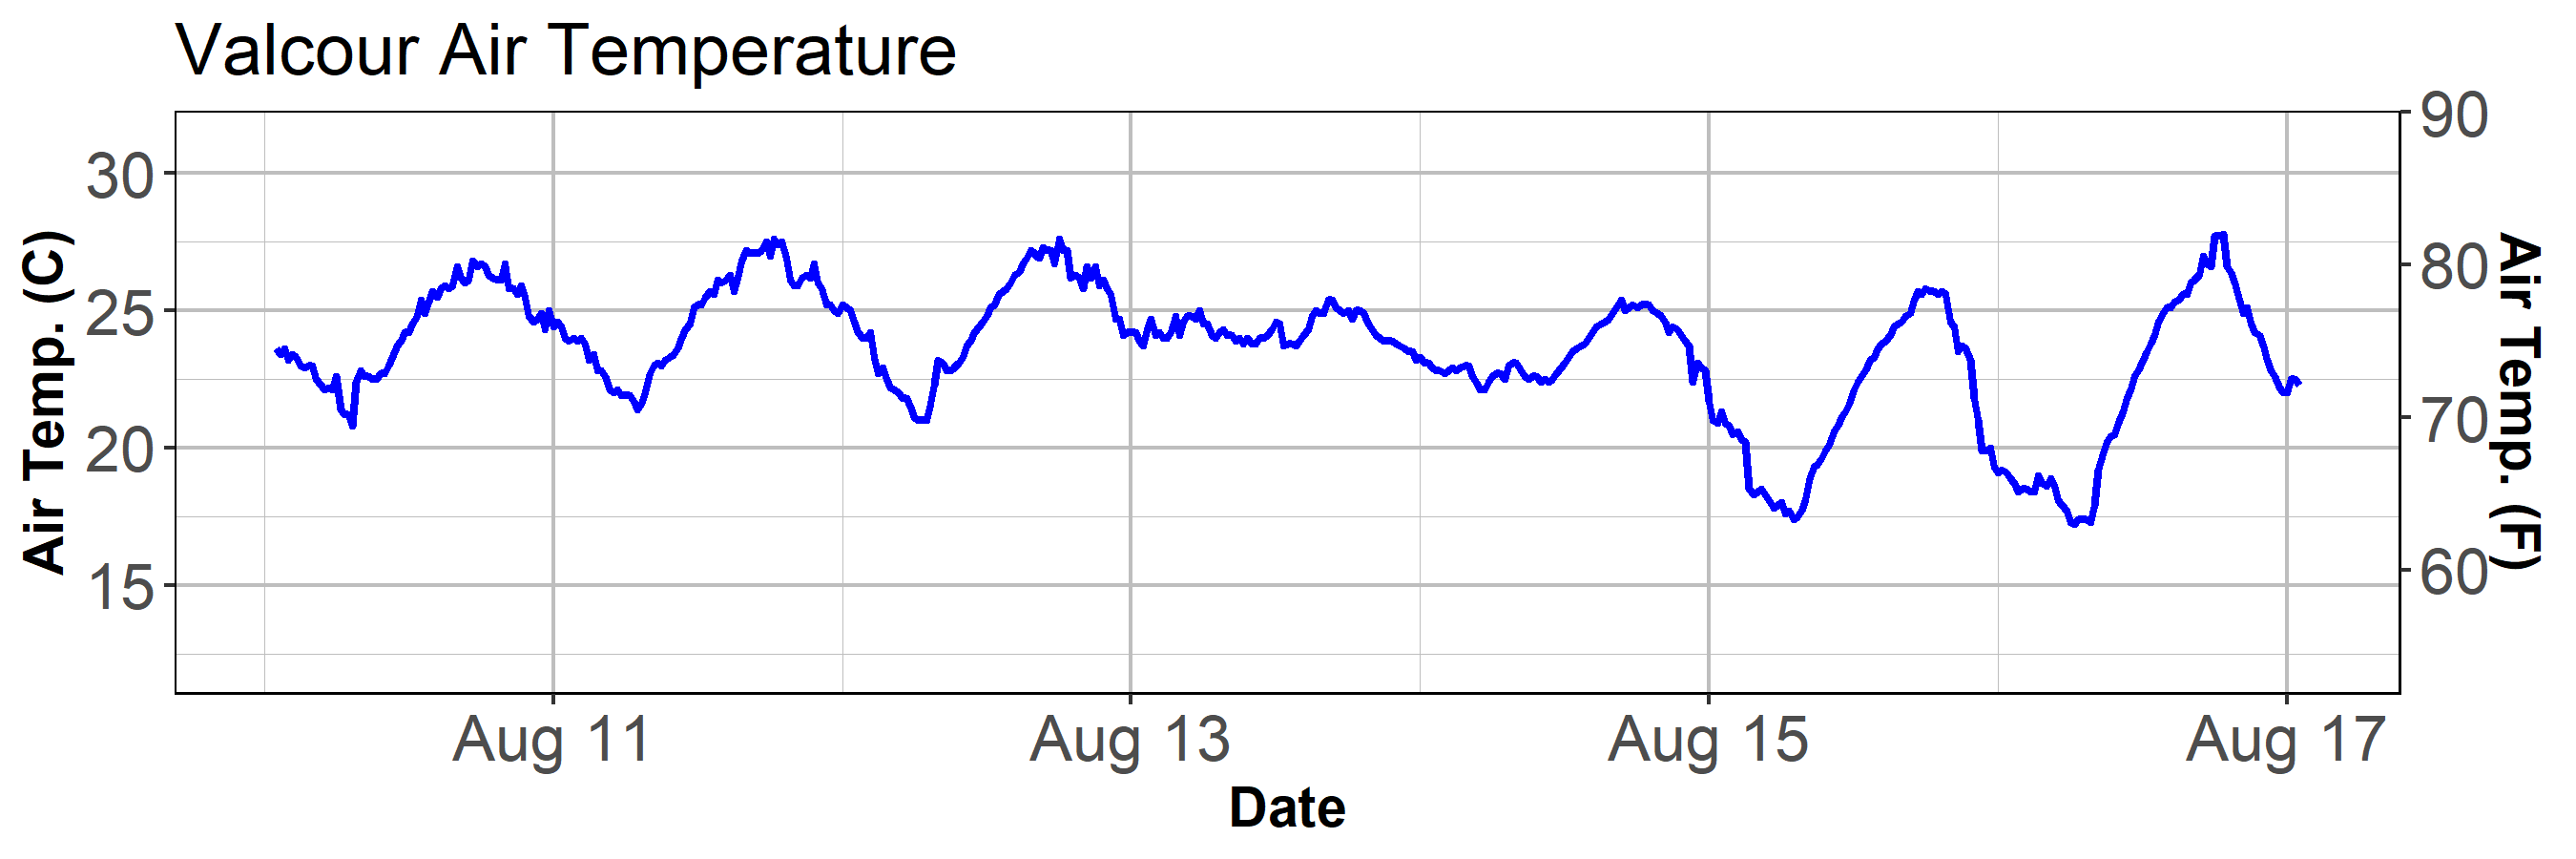 Valcour Air Temperature
Air Temp. (C)
30
25
20
15
90
80
70
60
Air Temp. (F)
Aug 11
Aug 13
Aug 15
Aug 17
Date